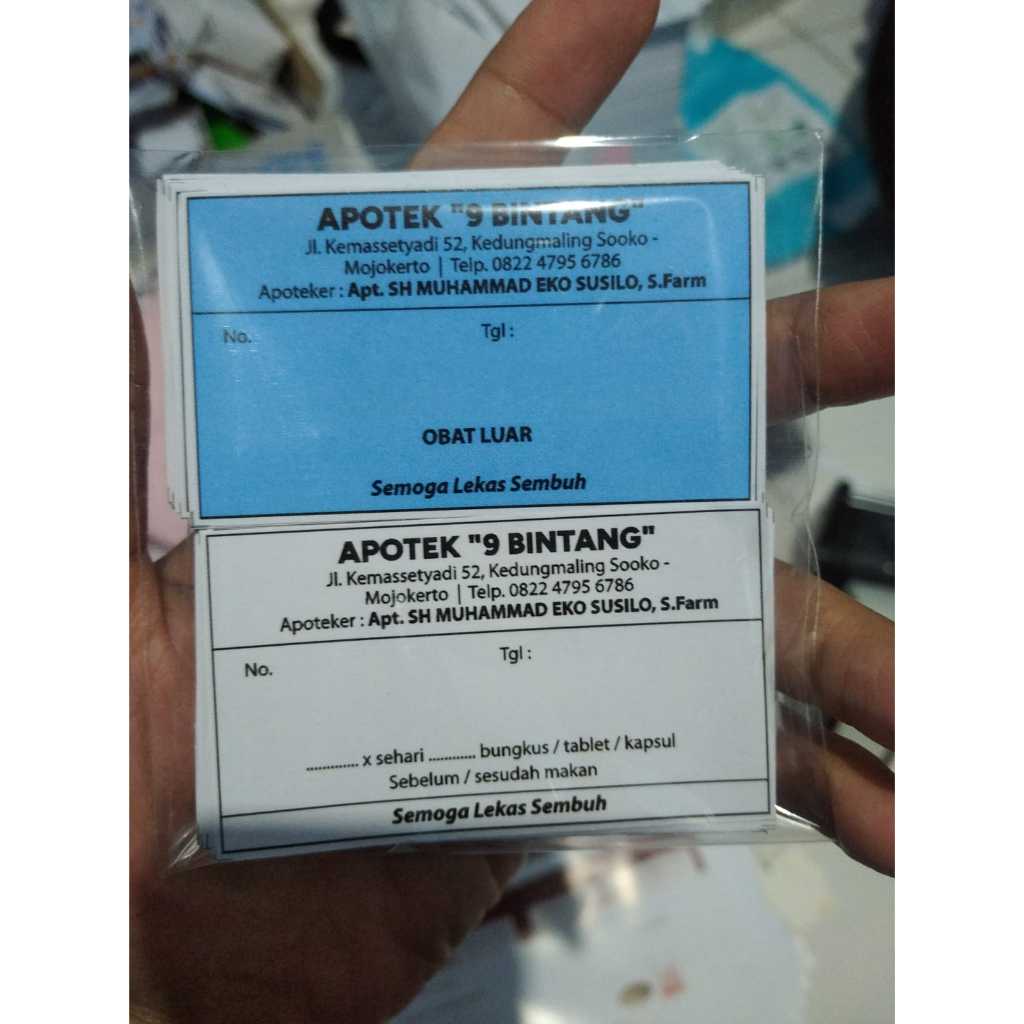 APOTEK "9 BINTANG"
Jl. Kemassetyadi 52, Kedungmaling Sooko -
Mojokerto | Telp. 0822 4795 6786
Apoteker : Apt. SH MUHAMMAD EKO SUSILO, S.Farm
No. Tgl :
OBAT LUAR
Semoga Lekas Sembuh
APOTEK "9 BINTANG"
Jl. Kemassetyadi 52, Kedungmaling Sooko -
Mojokerto | Telp. 0822 4795 6786
Apoteker : Apt. SH MUHAMMAD EKO SUSILO, S.Farm
No. Tgl :
............. x sehari ............ bungkus / tablet / kapsul
Sebelum / sesudah makan
Semoga Lekas Sembuh